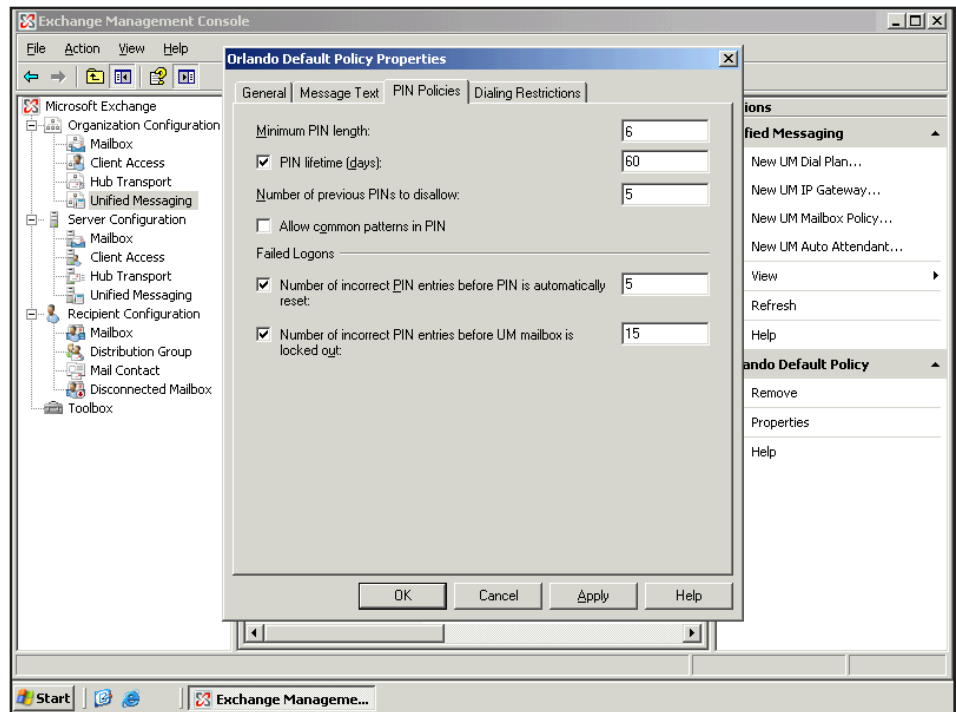 Exchange Management Console
File Action View Help
Microsoft Exchange
Organization Configuration
Mailbox
Client Access
Hub Transport
Unified Messaging
Server Configuration
Mailbox
Client Access
Hub Transport
Unified Messaging
Recipient Configuration
Mailbox
Distribution Group
Mail Contact
Disconnected Mailbox
Toolbox
Orlando Default Policy Properties
General Message Text PIN Policies Dialing Restrictions
Minimum PIN length: 6
PIN lifetime (days): 60
Number of previous PINs to disallow: 5
Allow common patterns in PIN
Failed Logons
Number of incorrect PIN entries before PIN is automatically 5
reset:
Number of incorrect PIN entries before UM mailbox is 15
locked out:
OK Cancel Apply Help
ions
fied Messaging
New UM Dial Plan...
New UM IP Gateway...
New UM Mailbox Policy...
New UM Auto Attendant...
View
Refresh
Help
ando Default Policy
Remove
Properties
Help
Start Exchange Manageme...